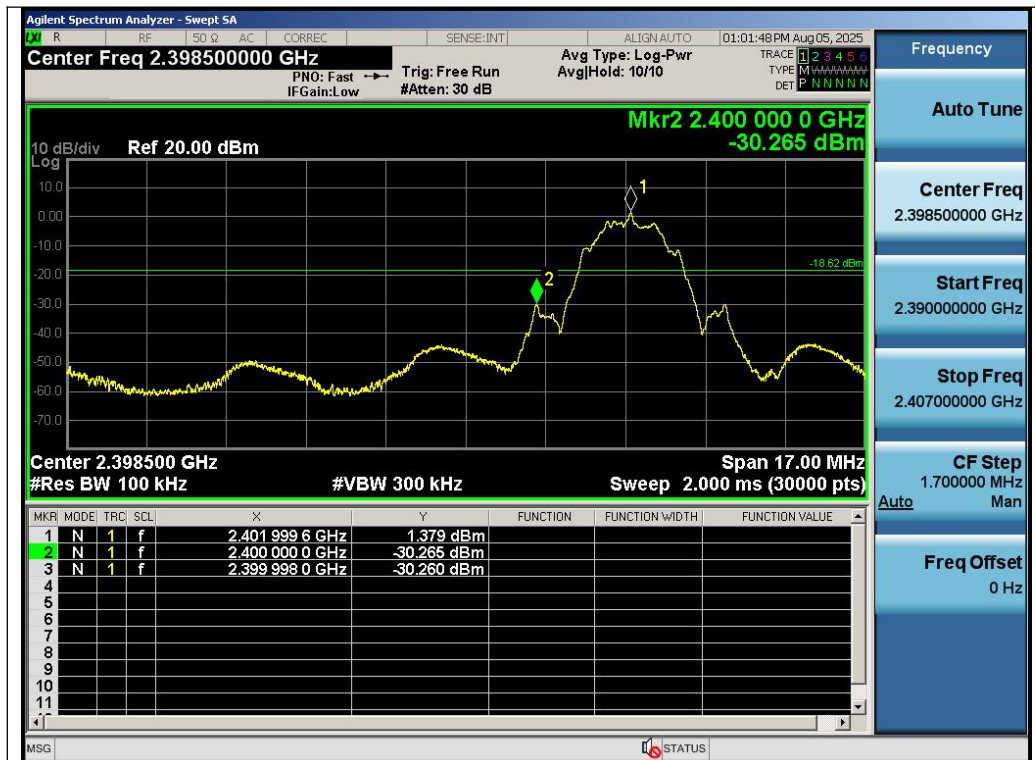 Agilent Spectrum Analyzer - Swept SA
LXI R RF 50 Ω AC CORREC SENSE:INT ALIGN AUTO 01:01:48 PM Aug 05, 2025
Center Freq 2.398500000 GHz
Avg Type: Log-Pwr
TRACE 1 2 3 4 5 6
PNO: Fast
Trig: Free Run
Avg|Hold: 10/10
TYPE M WWWWW
IFGain:Low
#Atten: 30 dB
DET P N N N N N
Mkr2 2.400 000 0 GHz
-30.265 dBm
10 dB/div Ref 20.00 dBm
Log
10.0
0.00
-10.0
-20.0
-30.0
-40.0
-50.0
-60.0
-70.0
1
2
-18.62 dBm
Center 2.398500 GHz Span 17.00 MHz
#Res BW 100 kHz #VBW 300 kHz Sweep 2.000 ms (30000 pts)
MKR MODE TRC SCL X Y FUNCTION FUNCTION WIDTH FUNCTION VALUE
1 N 1 f 2.401 999 6 GHz 1.379 dBm
2 N 1 f 2.400 000 0 GHz -30.265 dBm
3 N 1 f 2.399 998 0 GHz -30.260 dBm
4
5
6
7
8
9
10
11
MSG STATUS
Frequency
Auto Tune
Center Freq
2.398500000 GHz
Start Freq
2.390000000 GHz
Stop Freq
2.407000000 GHz
CF Step
1.700000 MHz
Auto Man
Freq Offset
0 Hz